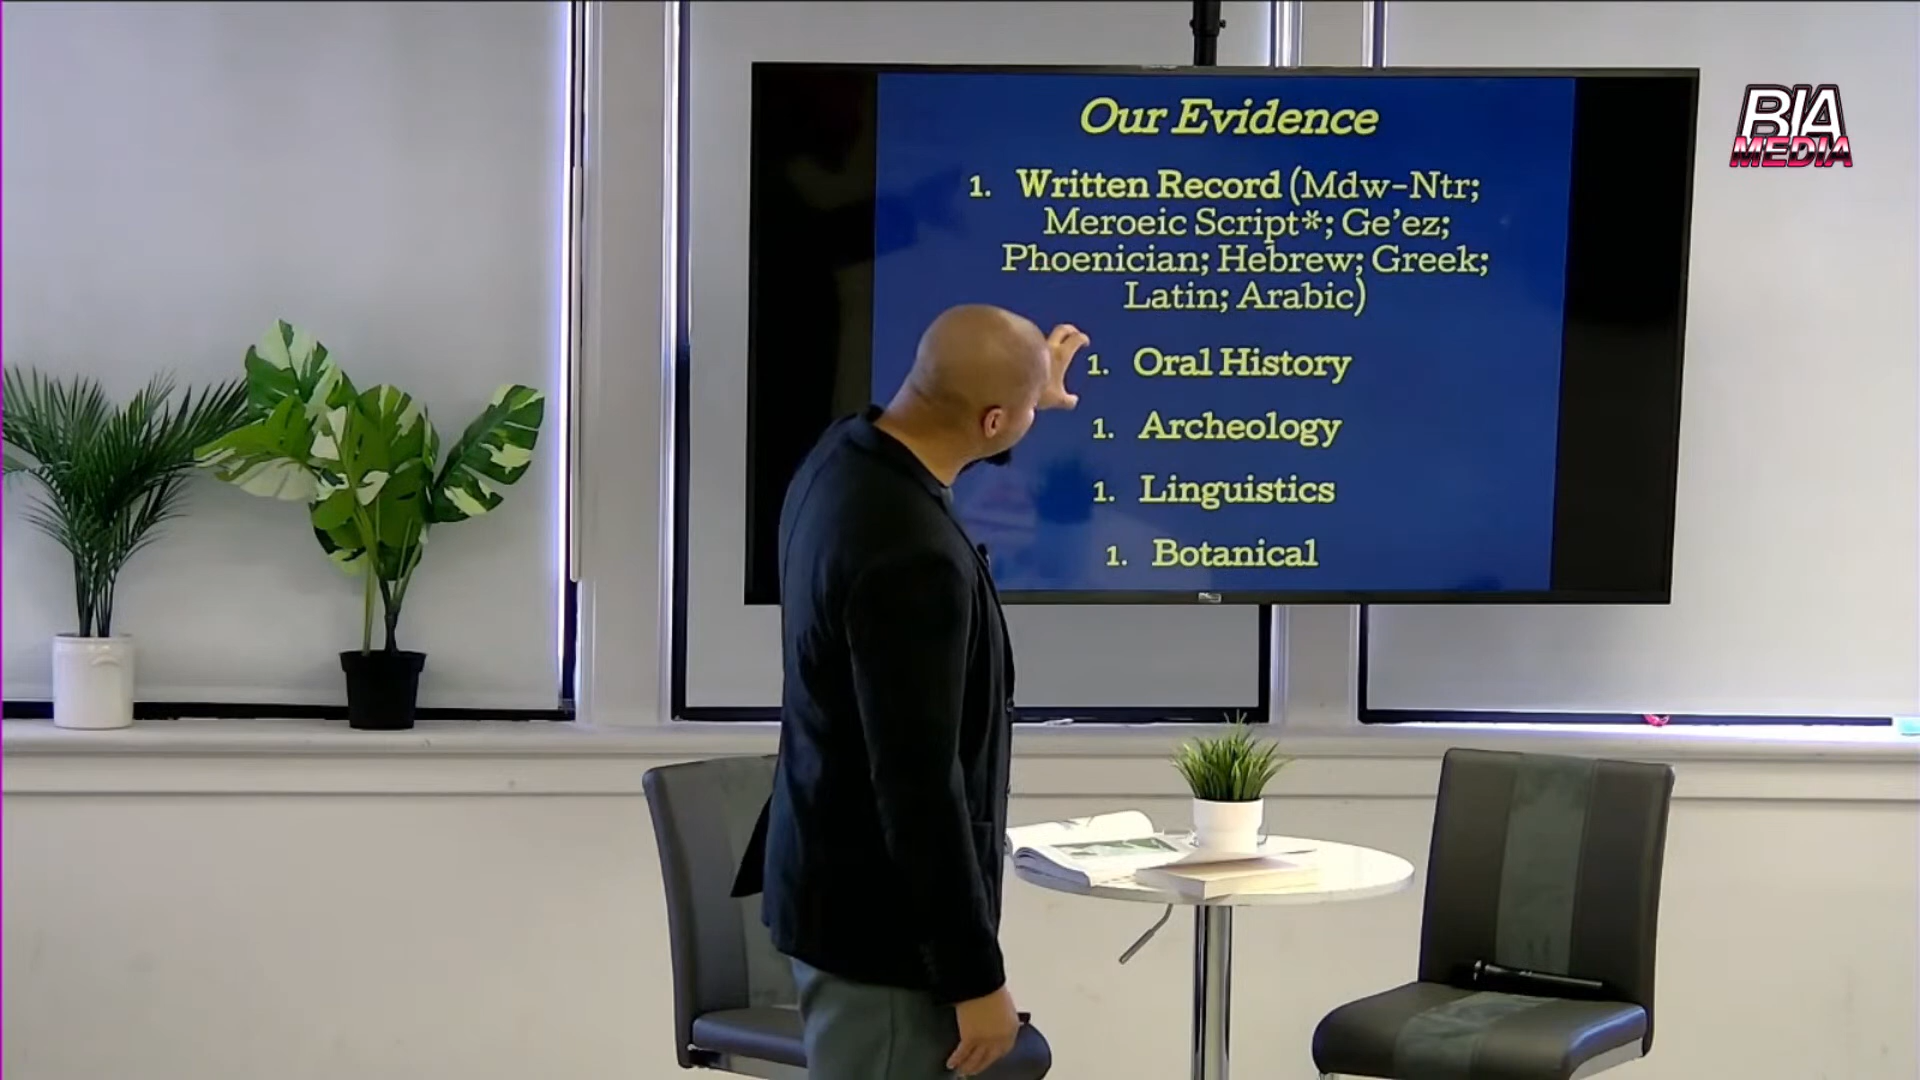 Our Evidence
1. Written Record (Mdw-Ntr;
Meroeic Script*; Ge'ez;
Phoenician; Hebrew; Greek;
Latin; Arabic)
1. Oral History
1. Archeology
1. Linguistics
1. Botanical
BIA
MEDIA